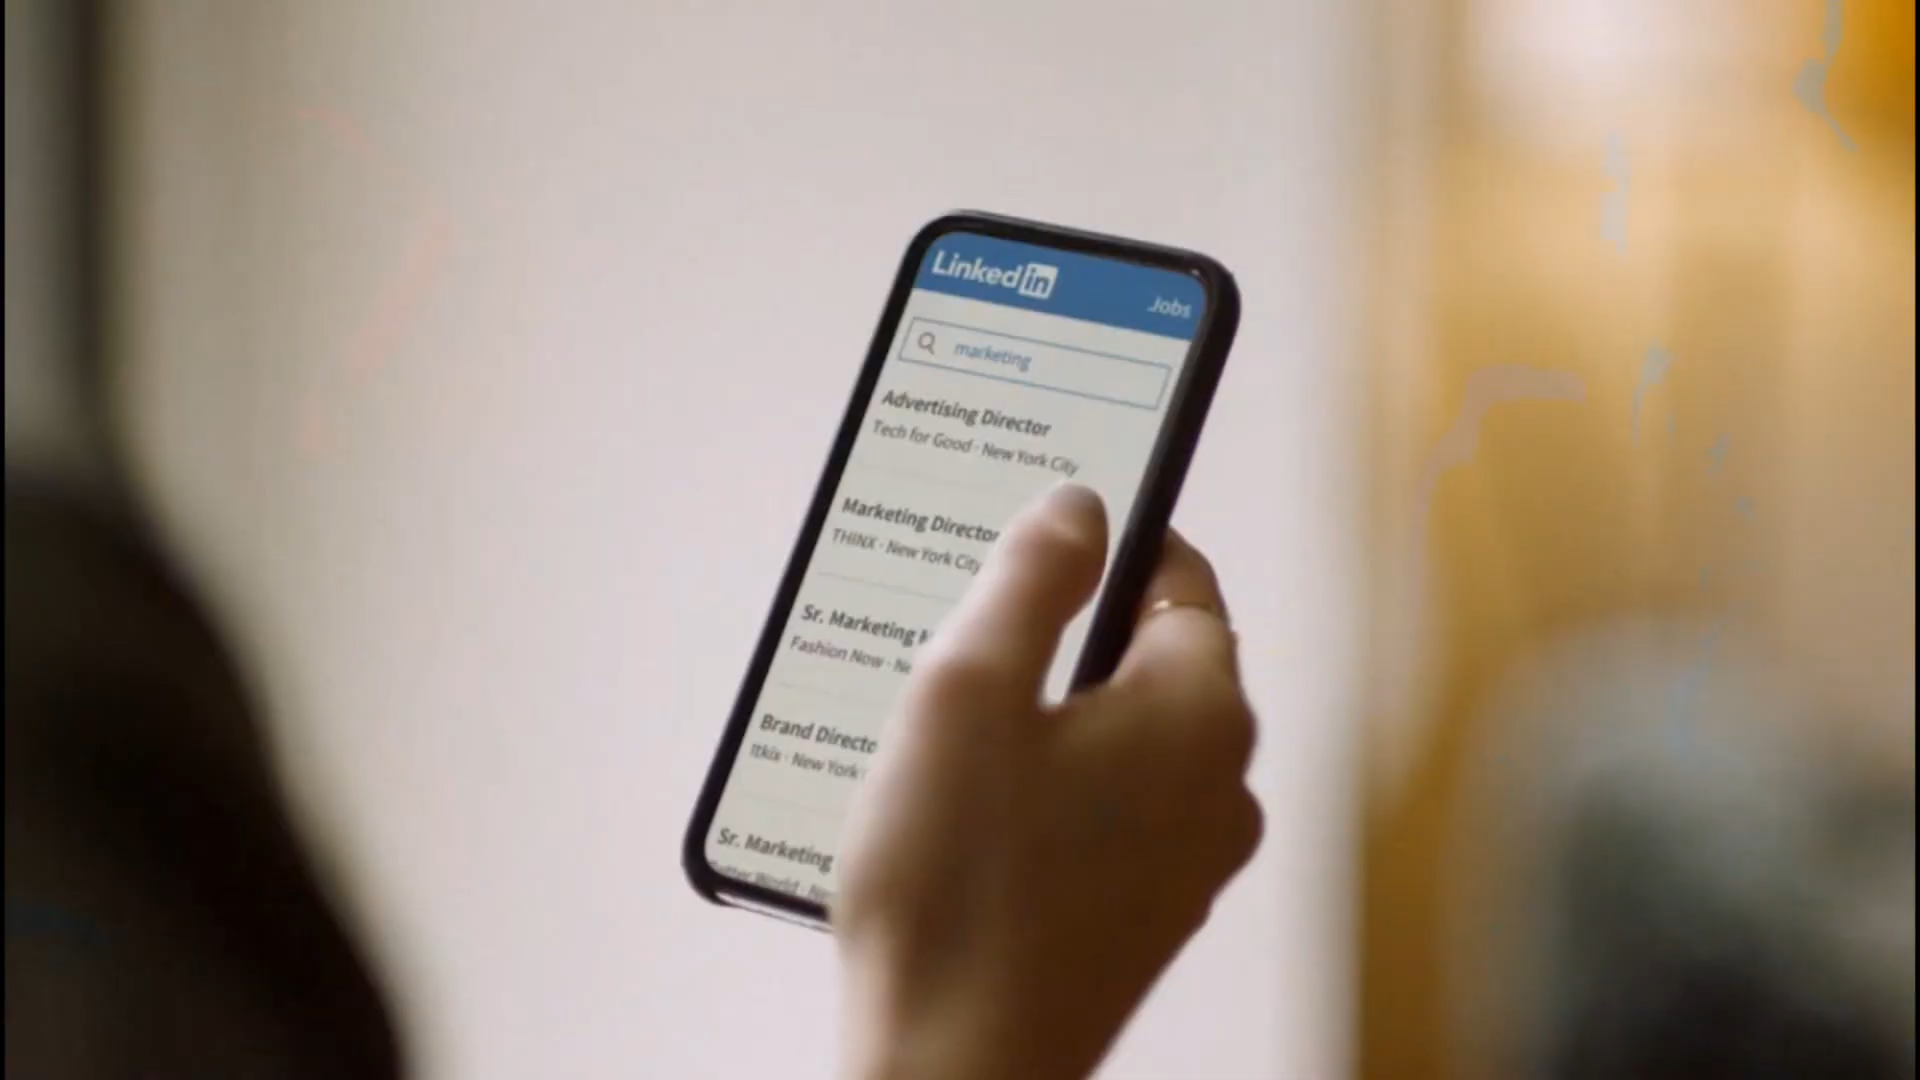 Linkedin
Jobs
marketing
Advertising Director
Tech for Good · New York City
Marketing Director
THINX · New York City
Sr. Marketing
Fashion Now ·
Brand Directo
Itkix · New York
Sr. Marketing
World ·